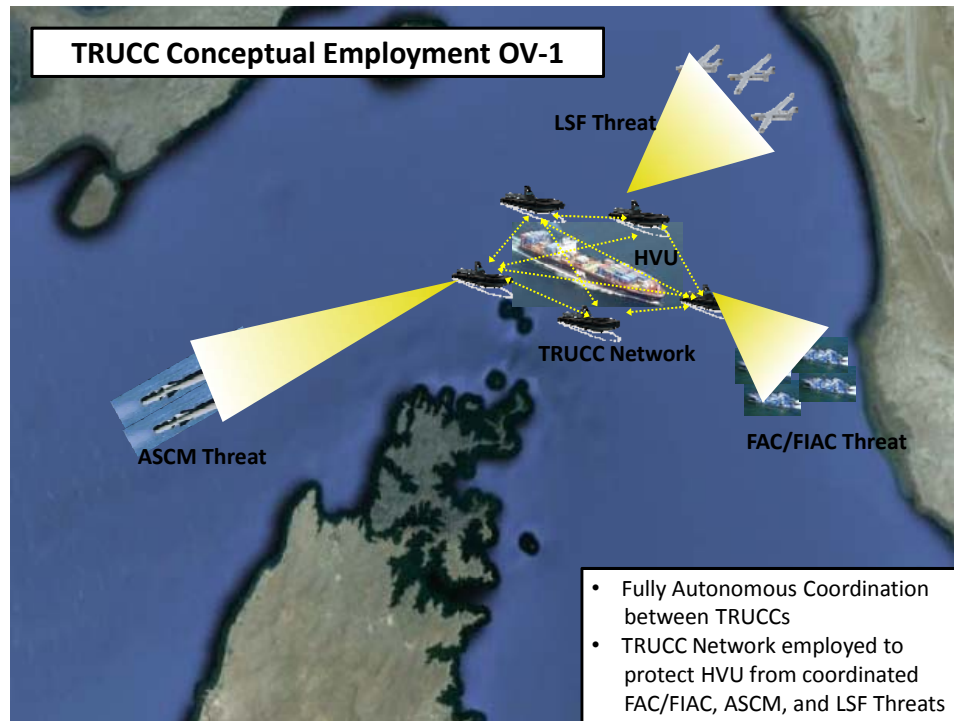 TRUCC Conceptual Employment OV-1
LSF Threat
HVU
TRUCC Network
ASCM Threat
FAC/FIAC Threat
• Fully Autonomous Coordination
between TRUCCs
• TRUCC Network employed to
protect HVU from coordinated
FAC/FIAC, ASCM, and LSF Threats